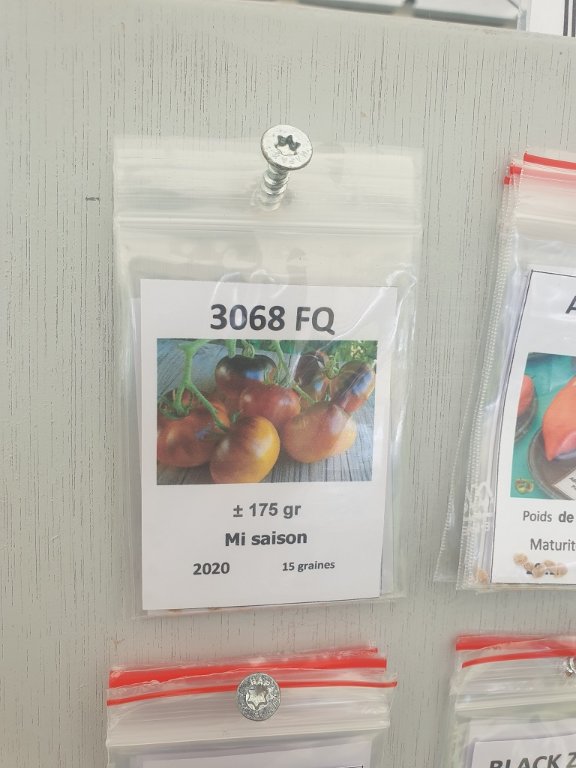 3068 FQ
± 175 gr
Mi saison
2020 15 graines
Poids de
Maturit
BLACK Z